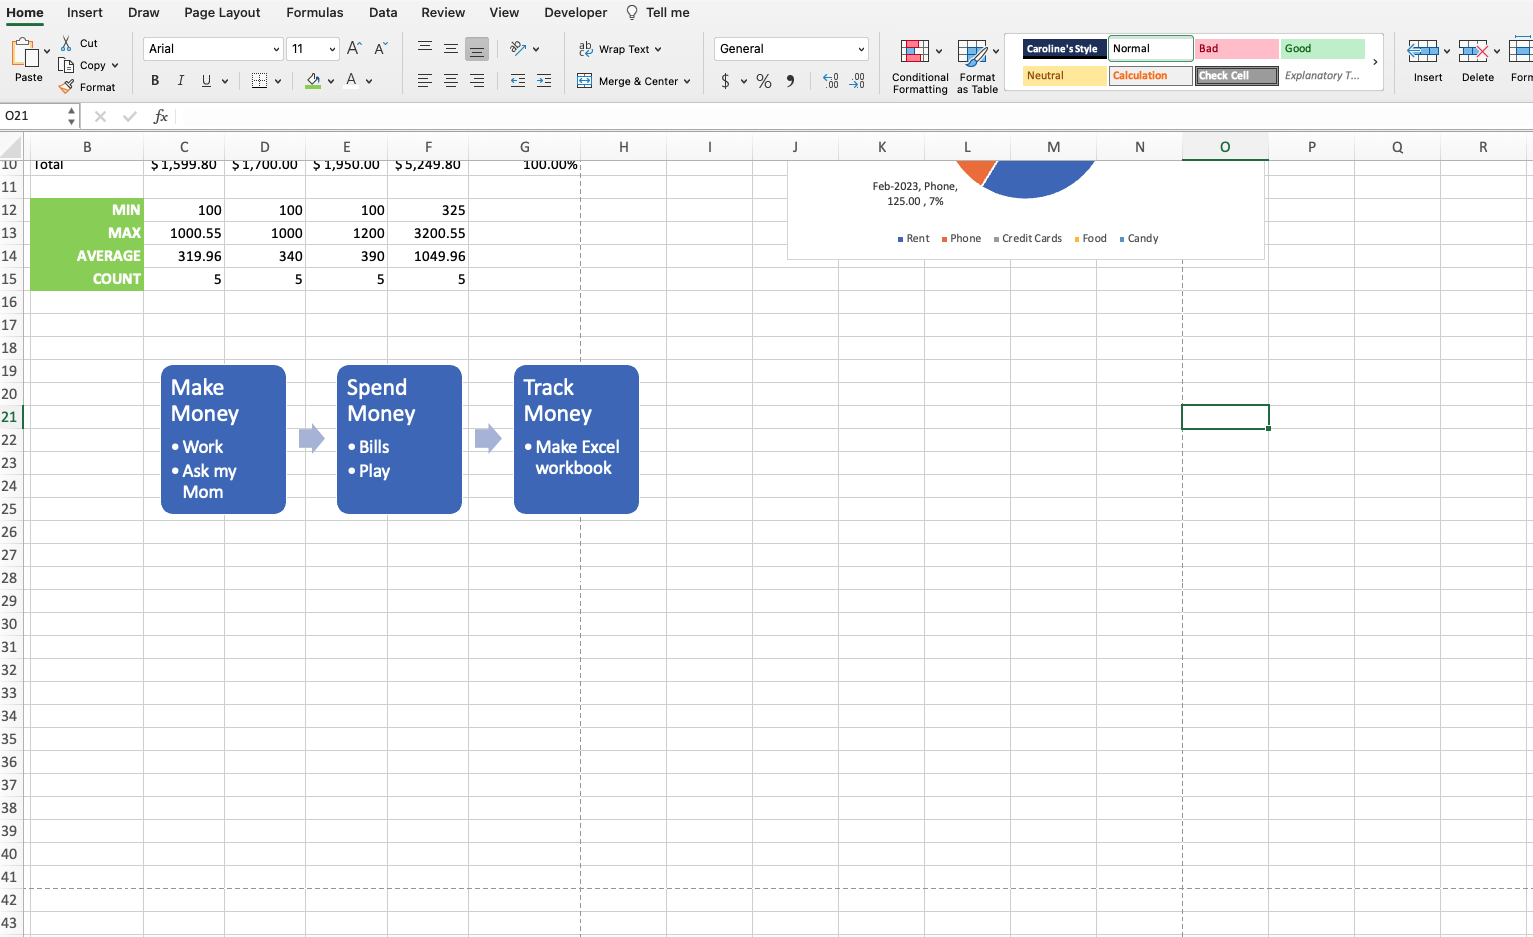 Home Insert Draw Page Layout Formulas Data Review View Developer Tell me
Paste
Cut
Copy
Format
Arial 11 A A
B I U A
ab Wrap Text
Merge & Center
General
$ % 9 .00 .00
Conditional Formatting
Format as Table
Caroline's Style Normal Bad Good
Neutral Calculation Check Cell Explanatory T...
Insert Delete Form
O21 fx
B C D E F G H I J K L M N O P Q R
10 Total $1,599.80 $1,700.00 $1,950.00 $5,249.80 100.00%
11
12 MIN 100 100 100 325
13 MAX 1000.55 1000 1200 3200.55
14 AVERAGE 319.96 340 390 1049.96
15 COUNT 5 5 5 5
16
17
18
19
20
21
22
23
24
25
26
27
28
29
30
31
32
33
34
35
36
37
38
39
40
41
42
43
Feb-2023, Phone,
125.00 , 7%
Rent Phone Credit Cards Food Candy
Make
Money
• Work
• Ask my
Mom
Spend
Money
• Bills
• Play
Track
Money
• Make Excel
workbook